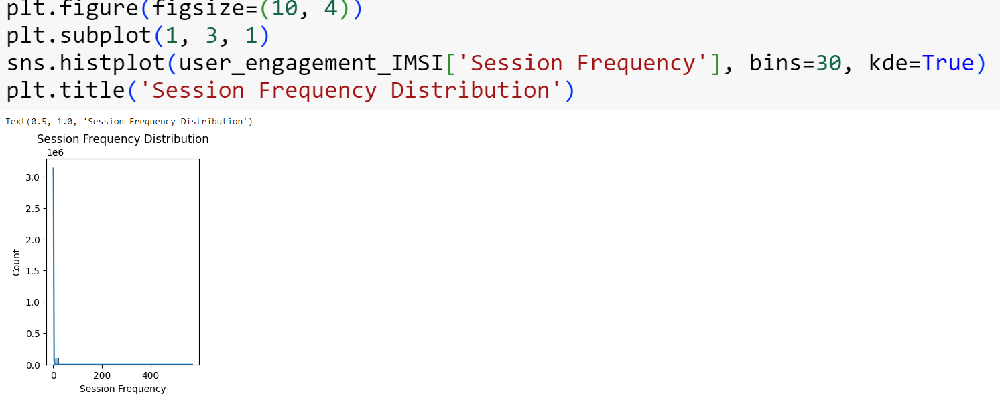 plt.figure(figsize=(10, 4))
plt.subplot(1, 3, 1)
sns.histplot(user_engagement_IMSI['Session Frequency'], bins=30, kde=True)
plt.title('Session Frequency Distribution')
Text(0.5, 1.0, 'Session Frequency Distribution')
Session Frequency Distribution
1e6
3.0
2.5
2.0
1.5
1.0
0.5
0.0
Count
0 200 400
Session Frequency